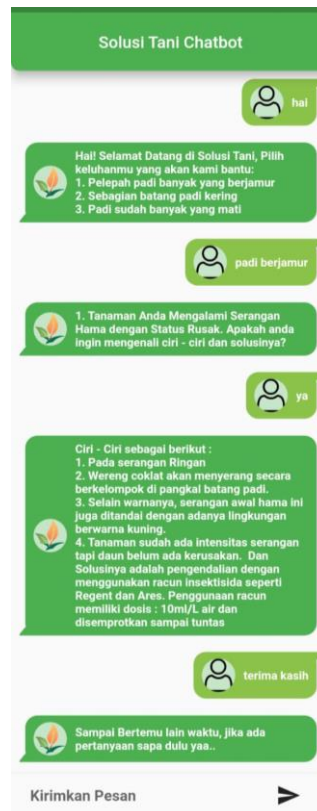 Solusi Tani Chatbot
hai
Hai! Selamat Datang di Solusi Tani, Pilih
keluhanmu yang akan kami bantu:
1. Pelepah padi banyak yang berjamur
2. Sebagian batang padi kering
3. Padi sudah banyak yang mati
padi berjamur
1. Tanaman Anda Mengalami Serangan
Hama dengan Status Rusak. Apakah anda
ingin mengenali ciri - ciri dan solusinya?
ya
Ciri - Ciri sebagai berikut :
1. Pada serangan Ringan
2. Wereng coklat akan menyerang secara
berkelompok di pangkal batang padi.
3. Selain warnanya, serangan awal hama ini
juga ditandai dengan adanya lingkungan
berwarna kuning.
4. Tanaman sudah ada intensitas serangan
tapi daun belum ada kerusakan. Dan
Solusinya adalah pengendalian dengan
menggunakan racun insektisida seperti
Regent dan Ares. Penggunaan racun
memiliki dosis : 10ml/L air dan
disemprotkan sampai tuntas
terima kasih
Sampai Bertemu lain waktu, jika ada
pertanyaan sapa dulu yaa..
Kirimkan Pesan